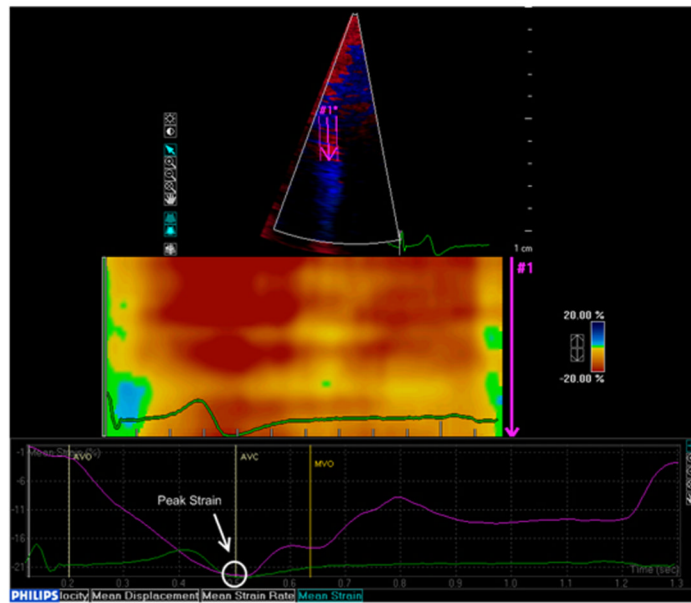 #1
1 cm
#1
20.00 %
-20.00 %
Mean Strain (%)
-1
AVO
AVC
MVO
-6
Peak Strain
-11
-16
-21
Time (sec)
0.2 0.3 0.4 0.5 0.6 0.7 0.8 0.9 1.0 1.1 1.2 1.3
PHILIPS locity Mean Displacement Mean Strain Rate Mean Strain